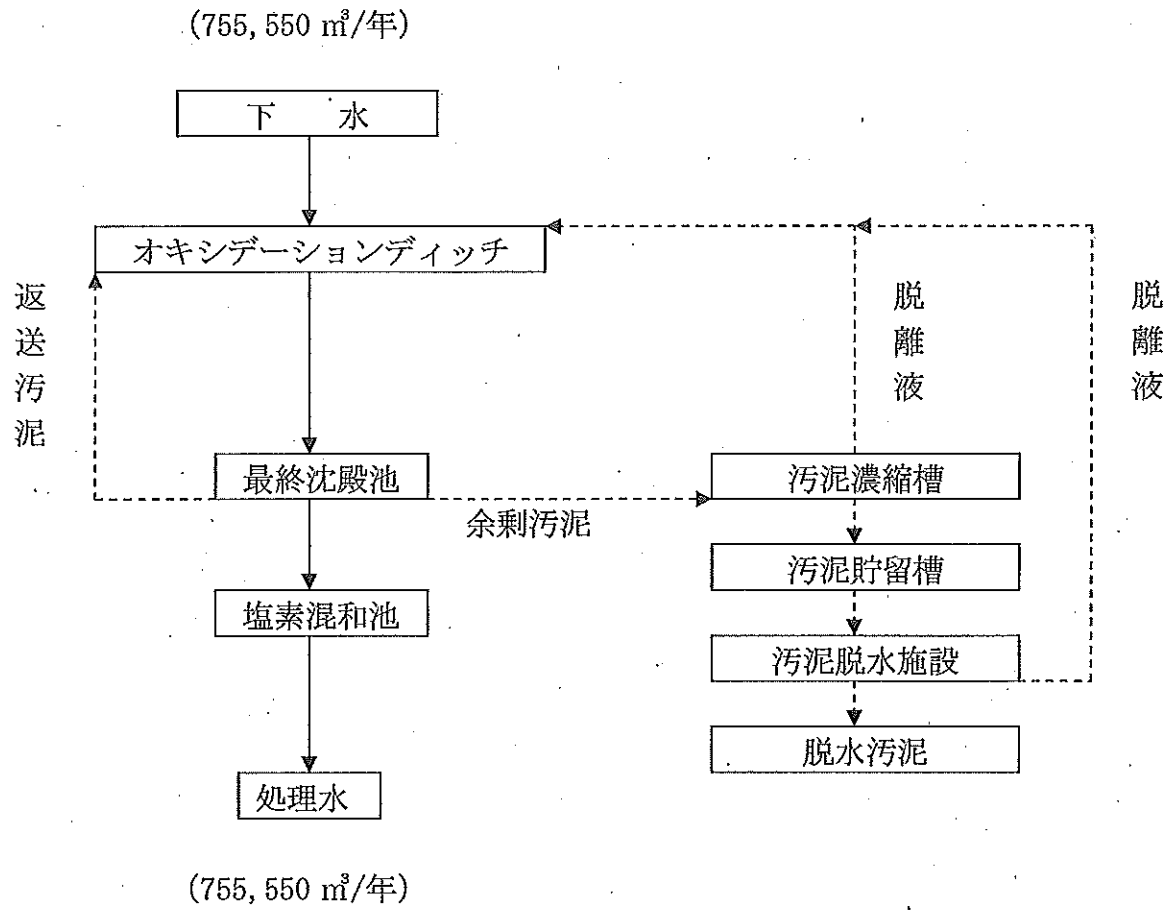 (755,550 ㎥/年)
下　　水
オキシデーションディッチ
返送汚泥
脱離液
脱離液
最終沈殿池
汚泥濃縮槽
余剰汚泥
汚泥貯留槽
塩素混和池
汚泥脱水施設
脱水汚泥
処理水
(755,550 ㎥/年)